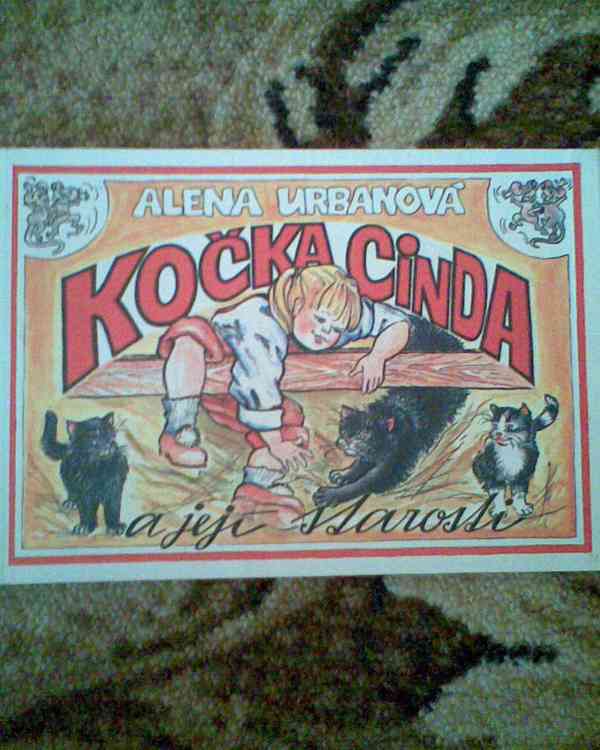 ALENA URBANOVÁ
KOČKA CiNDA
a její starosti